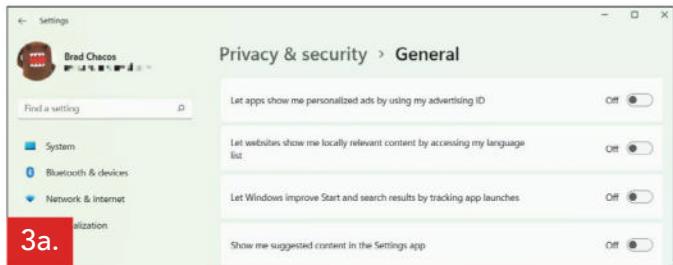 Settings
Brad Chacos
Privacy & security > General
Find a setting
System
Bluetooth & devices
Network & internet
alization
Let apps show me personalized ads by using my advertising ID
Off
Let websites show me locally relevant content by accessing my language
list
Off
Let Windows improve Start and search results by tracking app launches
Off
Show me suggested content in the Settings app
Off
3a.